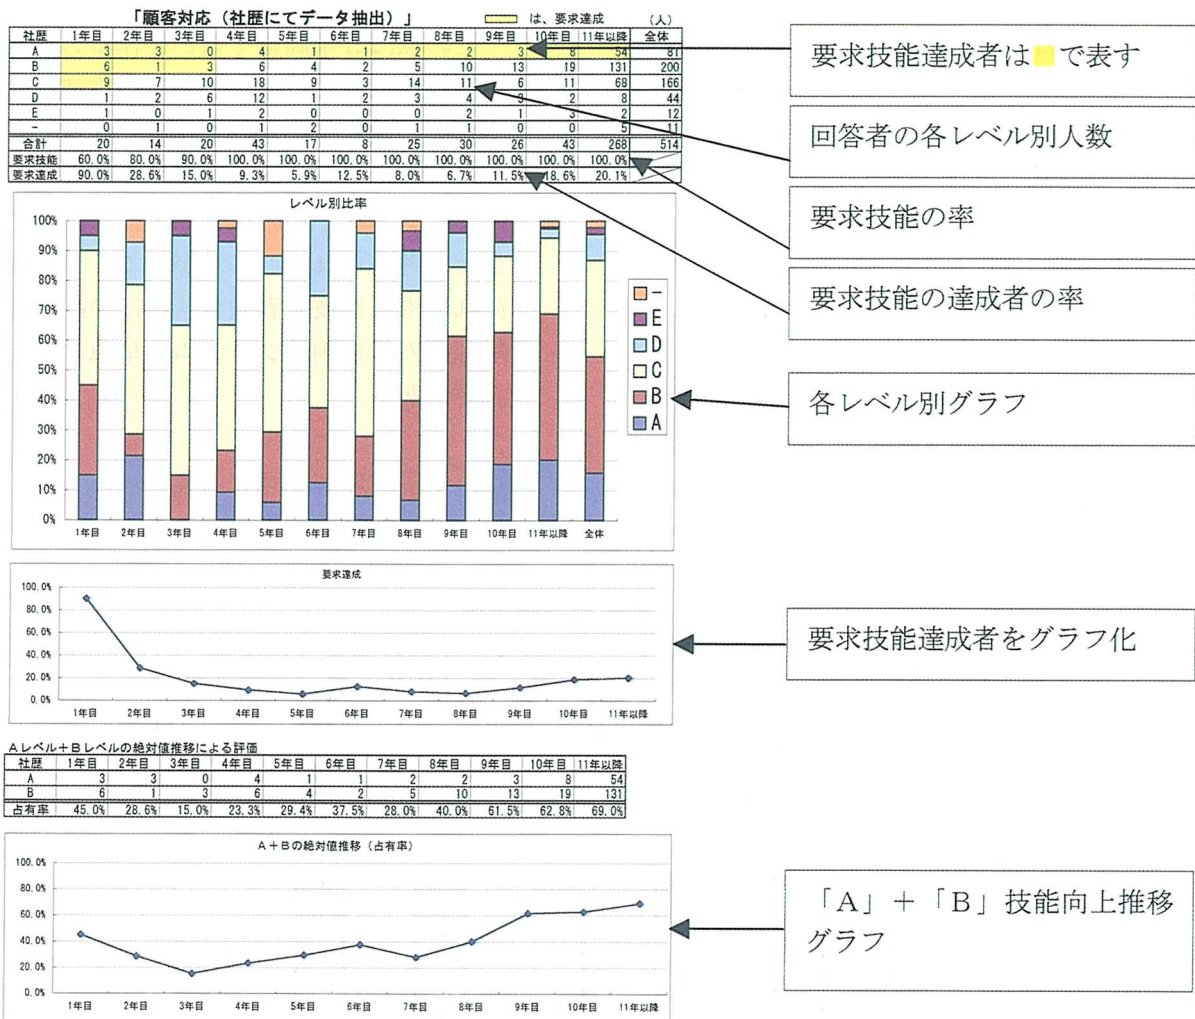 「顧客対応（社歴にてデータ抽出）」 は、要求達成 （人）
社歴 1年目 2年目 3年目 4年目 5年目 6年目 7年目 8年目 9年目 10年目 11年以降 全体
A 3 3 0 4 1 1 2 2 3 8 54 81
B 6 1 3 6 4 2 5 10 13 19 131 200
C 9 7 10 18 9 3 14 11 6 11 68 166
D 1 2 6 12 1 2 3 4 3 2 8 44
E 1 0 1 2 0 0 0 2 1 3 2 12
- 0 1 0 1 2 0 1 1 0 0 5 11
合計 20 14 20 43 17 8 25 30 26 43 268 514
要求技能 60.0% 80.0% 90.0% 100.0% 100.0% 100.0% 100.0% 100.0% 100.0% 100.0% 100.0%
要求達成 90.0% 28.6% 15.0% 9.3% 5.9% 12.5% 8.0% 6.7% 11.5% 18.6% 20.1%
要求技能達成者は で表す
回答者の各レベル別人数
要求技能の率
要求技能の達成者の率
レベル別比率
100%
90%
80%
70%
60%
50%
40%
30%
20%
10%
0%
1年目 2年目 3年目 4年目 5年目 6年目 7年目 8年目 9年目 10年目 11年以降 全体
-
E
D
C
B
A
各レベル別グラフ
要求達成
100.0%
80.0%
60.0%
40.0%
20.0%
0.0%
1年目 2年目 3年目 4年目 5年目 6年目 7年目 8年目 9年目 10年目 11年以降
要求技能達成者をグラフ化
Aレベル＋Bレベルの絶対値推移による評価
社歴 1年目 2年目 3年目 4年目 5年目 6年目 7年目 8年目 9年目 10年目 11年以降
A 3 3 0 4 1 1 2 2 3 8 54
B 6 1 3 6 4 2 5 10 13 19 131
占有率 45.0% 28.6% 15.0% 23.3% 29.4% 37.5% 28.0% 40.0% 61.5% 62.8% 69.0%
A＋Bの絶対値推移（占有率）
100.0%
80.0%
60.0%
40.0%
20.0%
0.0%
1年目 2年目 3年目 4年目 5年目 6年目 7年目 8年目 9年目 10年目 11年以降
「A」＋「B」技能向上推移
グラフ